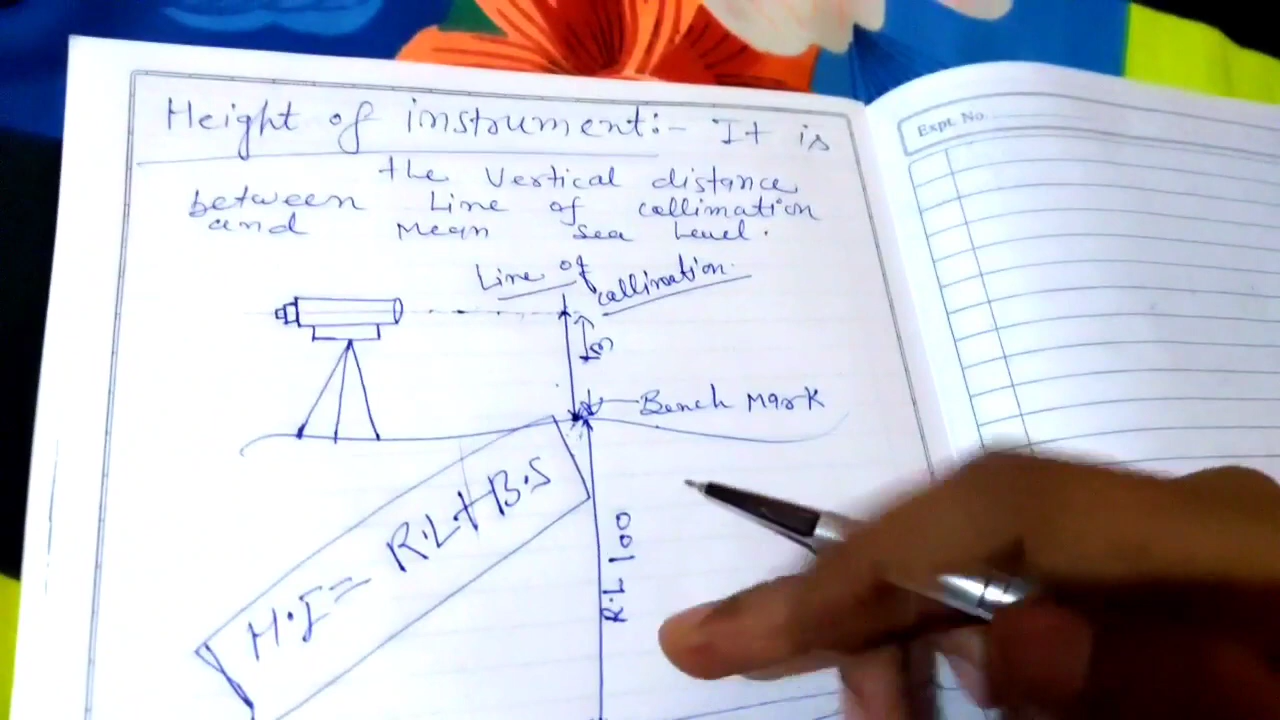 Height of instrument:- It is
the vertical distance
between Line of collimation
and Mean Sea Level.
Line of
collimation.
Bench Mark
H.I = R.L + B.S
R.L 100
Expt. No.